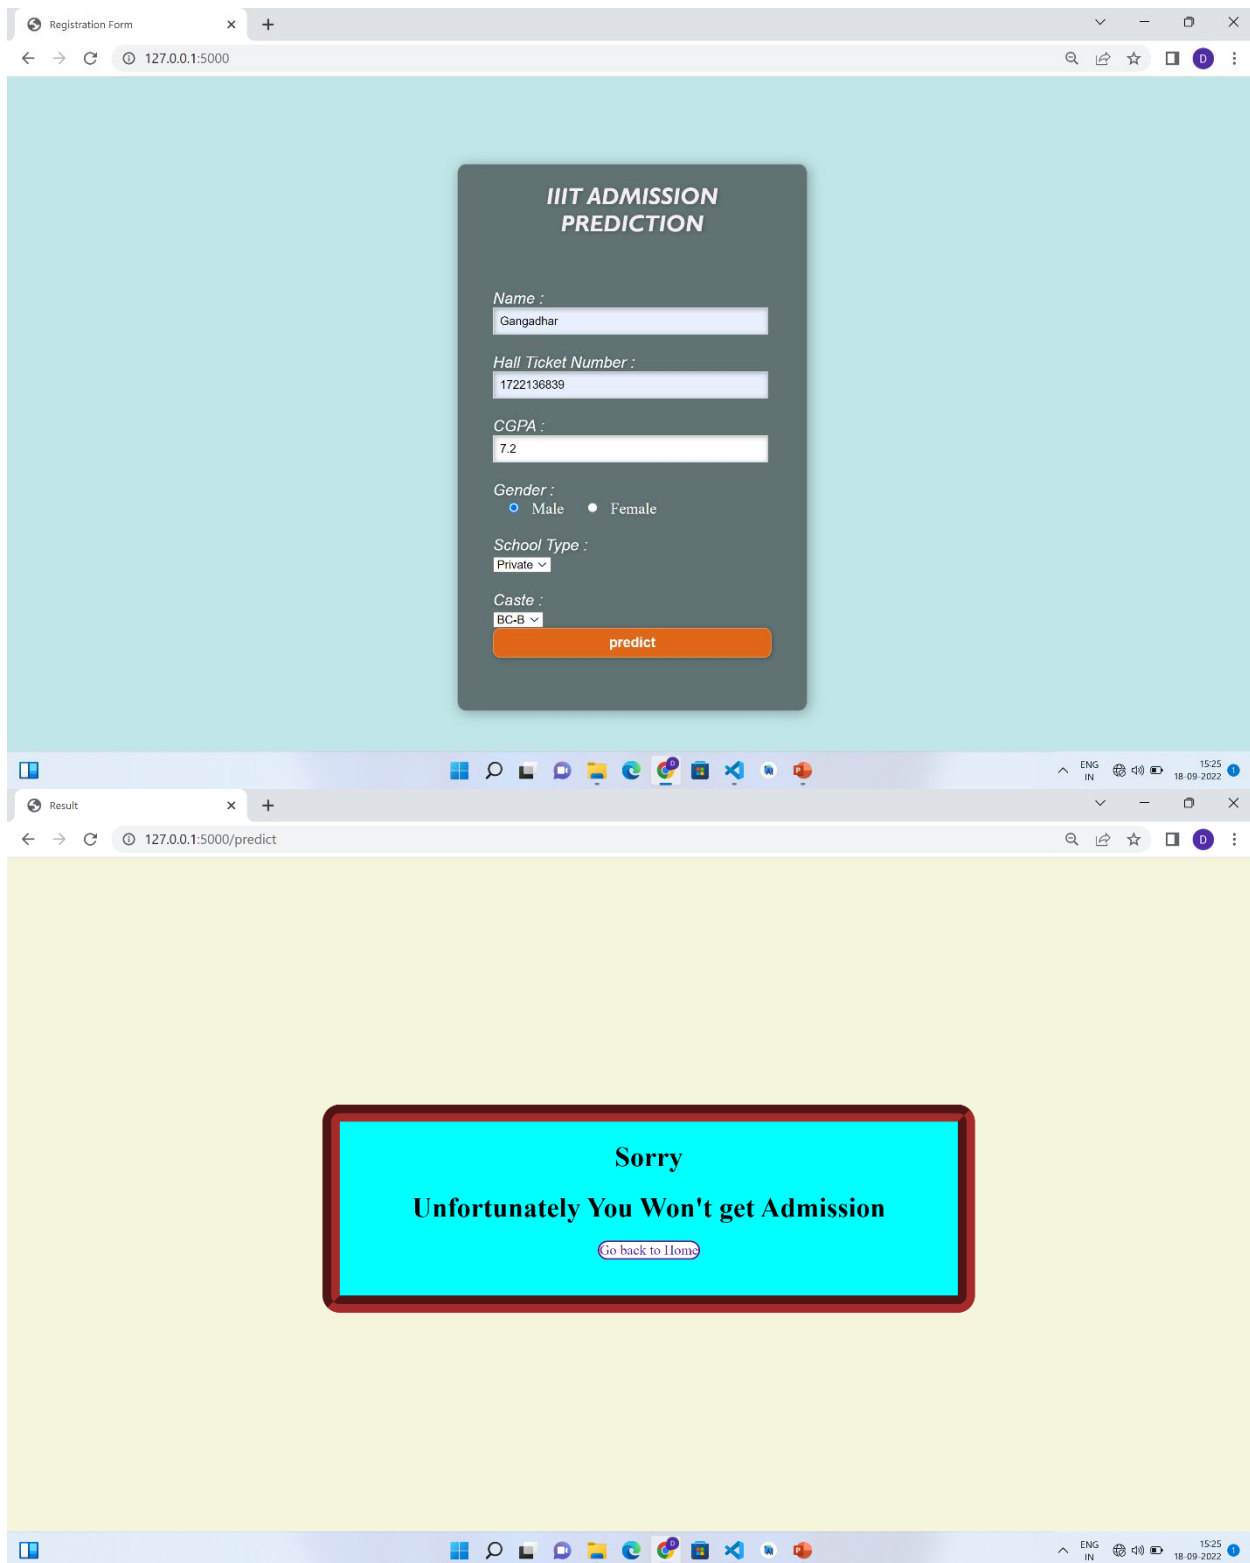 Registration Form
127.0.0.1:5000
D
IIIT ADMISSION
PREDICTION
Name :
Gangadhar
Hall Ticket Number :
1722136839
CGPA :
7.2
Gender :
Male Female
School Type :
Private
Caste :
BC-B
predict
ENG
IN
15:25
18-09-2022
1
Result
127.0.0.1:5000/predict
D
Sorry
Unfortunately You Won't get Admission
Go back to Home
ENG
IN
15:25
18-09-2022
1